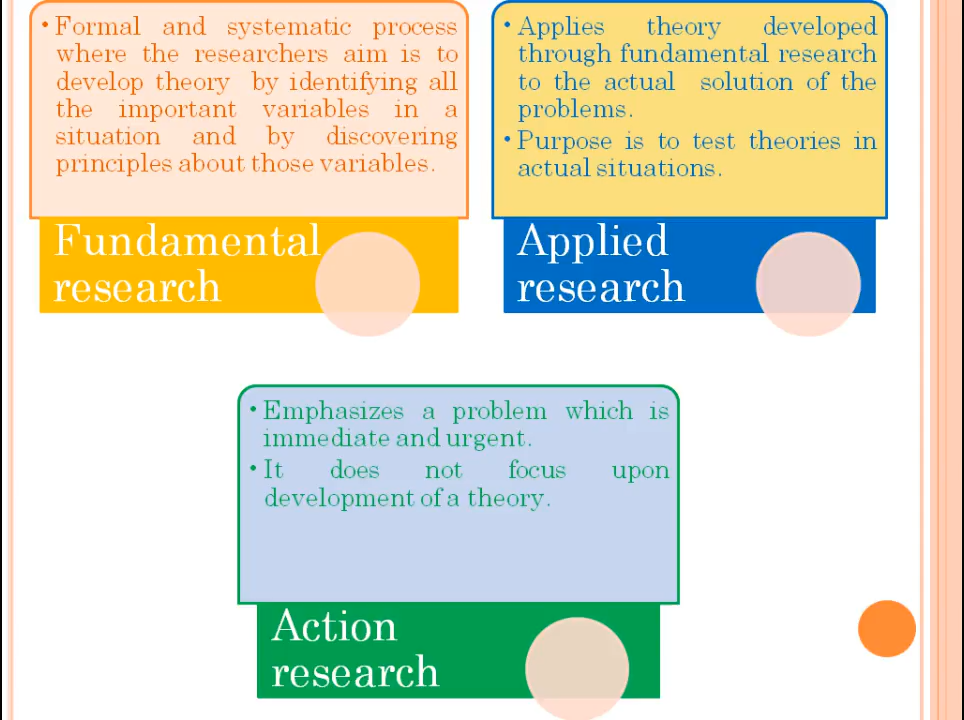 • Formal and systematic process
where the researchers aim is to
develop theory by identifying all
the important variables in a
situation and by discovering
principles about those variables.
Fundamental
research
• Applies theory developed
through fundamental research
to the actual solution of the
problems.
• Purpose is to test theories in
actual situations.
Applied
research
• Emphasizes a problem which is
immediate and urgent.
• It does not focus upon
development of a theory.
Action
research